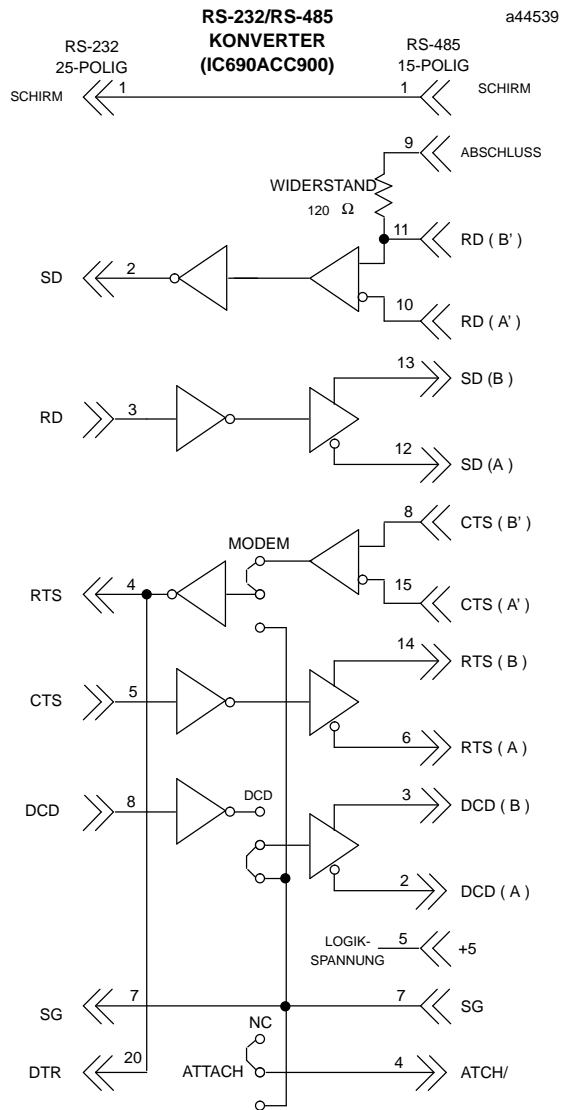 RS-232/RS-485
KONVERTER
(IC690ACC900)
a44539
RS-232
25-POLIG
RS-485
15-POLIG
SCHIRM 1 1 SCHIRM
9 ABSCHLUSS
WIDERSTAND
120 Ω
11 RD ( B’)
SD 2
10 RD ( A’)
13 SD (B )
RD 3
12 SD (A)
8 CTS ( B’)
MODEM
RTS 4
15 CTS ( A’)
14 RTS ( B )
CTS 5
6 RTS ( A )
DCD 8 DCD
3 DCD ( B )
2 DCD ( A )
LOGIK-
SPANNUNG
5 +5
SG 7 7 SG
NC
DTR 20 ATTACH 4 ATCH/